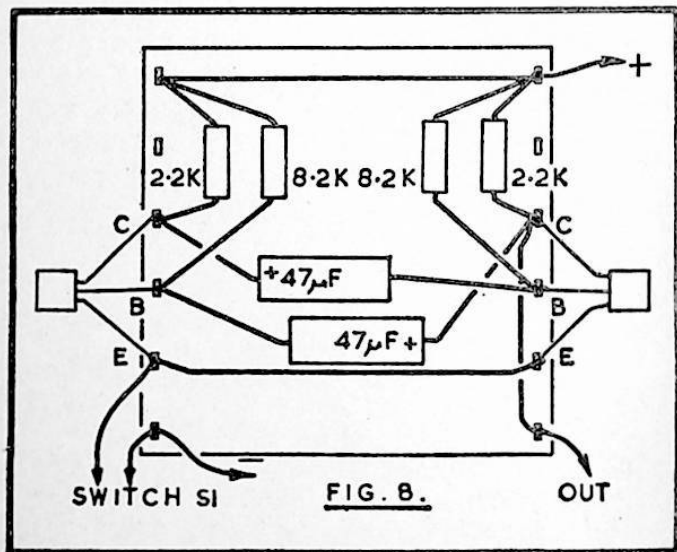 +
2.2K 8.2K 8.2K 2.2K
C C
+47µF
B B
47µF+
E E
−
SWITCH S1 FIG. 8. OUT